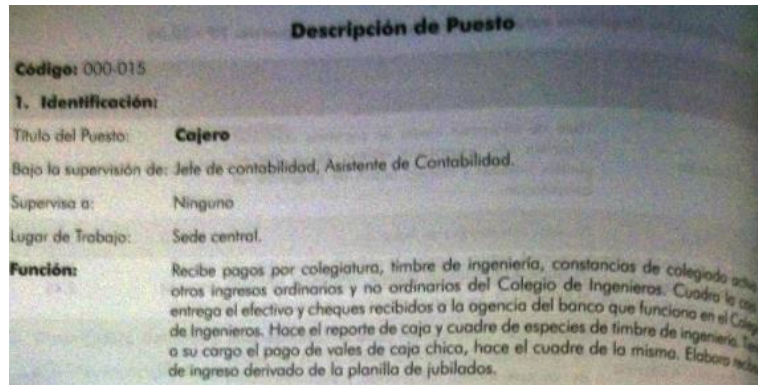 Descripción de Puesto
Código: 000-015
1. Identificación:
Título del Puesto: Cajero
Bajo la supervisión de: Jefe de contabilidad, Asistente de Contabilidad.
Supervisa a: Ninguno
Lugar de Trabajo: Sede central.
Función: Recibe pagos por colegiatura, timbre de ingeniería, constancias de colegiado
otros ingresos ordinarios y no ordinarios del Colegio de Ingenieros. Cuadra la
entrega el efectivo y cheques recibidos a la agencia del banco que funciona en el
de Ingenieros. Hace el reporte de caja y cuadre de especies de timbre de ingeniería.
a su cargo el pago de vales de caja chica, hace el cuadre de la misma. Elabora
de ingreso derivado de la planilla de jubilados.